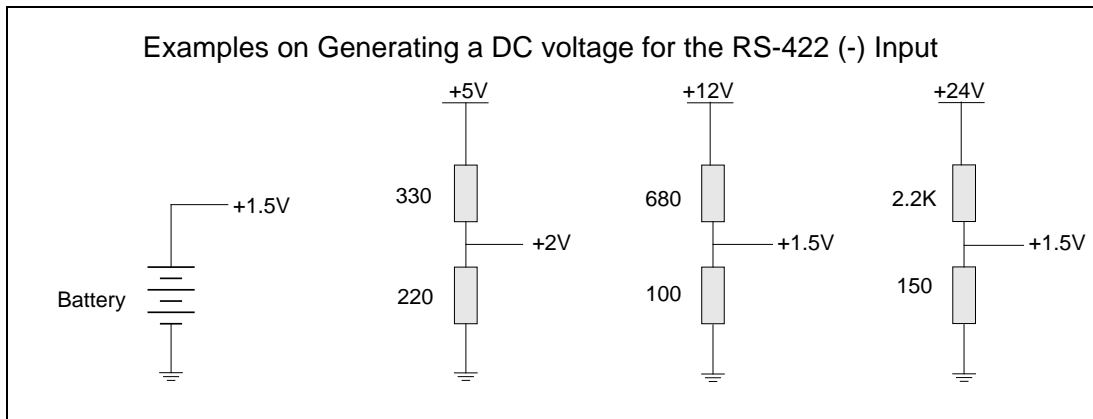 Examples on Generating a DC voltage for the RS-422 (-) Input
+5V
+12V
+24V
330
680
2.2K
+1.5V
+2V
+1.5V
+1.5V
Battery
220
100
150